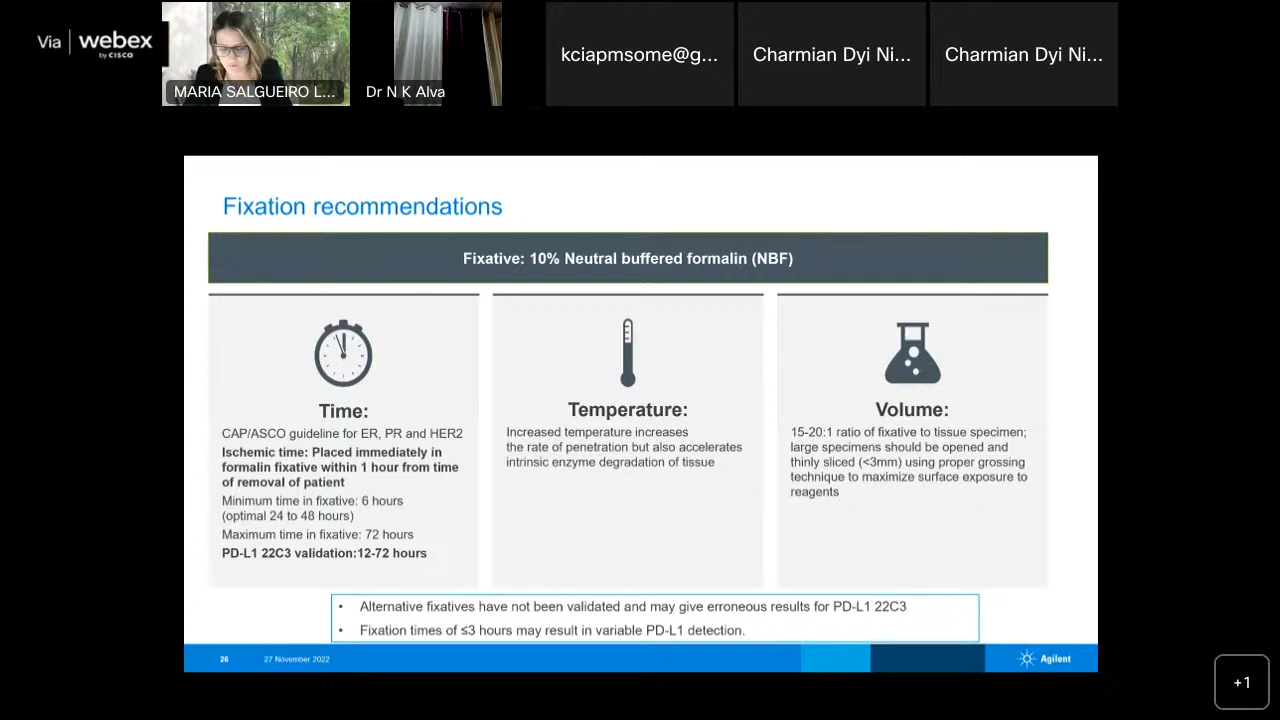 Via webex
by CISCO
MARIA SALGUEIRO L...
Dr N K Alva
kciapmsome@g...
Charmian Dyi Ni...
Charmian Dyi Ni...
Fixation recommendations
Fixative: 10% Neutral buffered formalin (NBF)
Time:
CAP/ASCO guideline for ER, PR and HER2
Ischemic time: Placed immediately in
formalin fixative within 1 hour from time
of removal of patient
Minimum time in fixative: 6 hours
(optimal 24 to 48 hours)
Maximum time in fixative: 72 hours
PD-L1 22C3 validation:12-72 hours
Temperature:
Increased temperature increases
the rate of penetration but also accelerates
intrinsic enzyme degradation of tissue
Volume:
15-20:1 ratio of fixative to tissue specimen;
large specimens should be opened and
thinly sliced (<3mm) using proper grossing
technique to maximize surface exposure to
reagents
• Alternative fixatives have not been validated and may give erroneous results for PD-L1 22C3
• Fixation times of ≤3 hours may result in variable PD-L1 detection.
26 27 November 2022
Agilent
+1